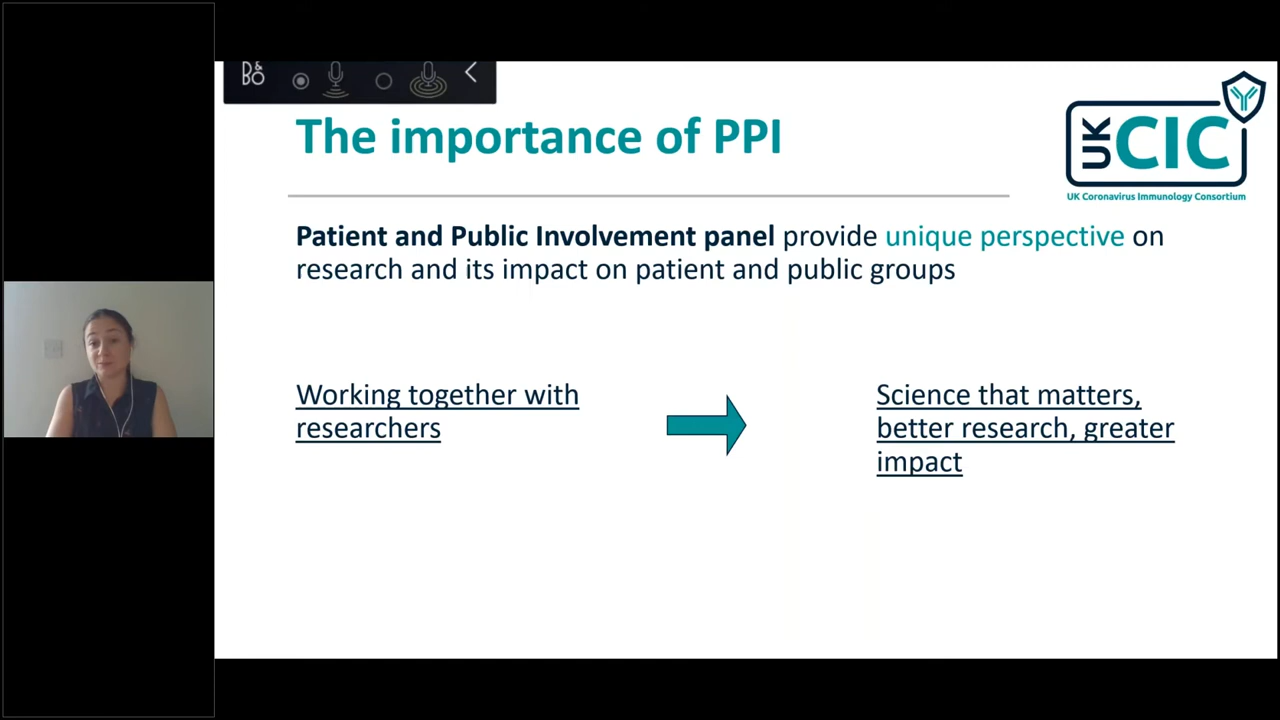 D&
BO
The importance of PPI
UK
CIC
UK Coronavirus Immunology Consortium
Patient and Public Involvement panel provide unique perspective on
research and its impact on patient and public groups
Working together with
researchers
Science that matters,
better research, greater
impact